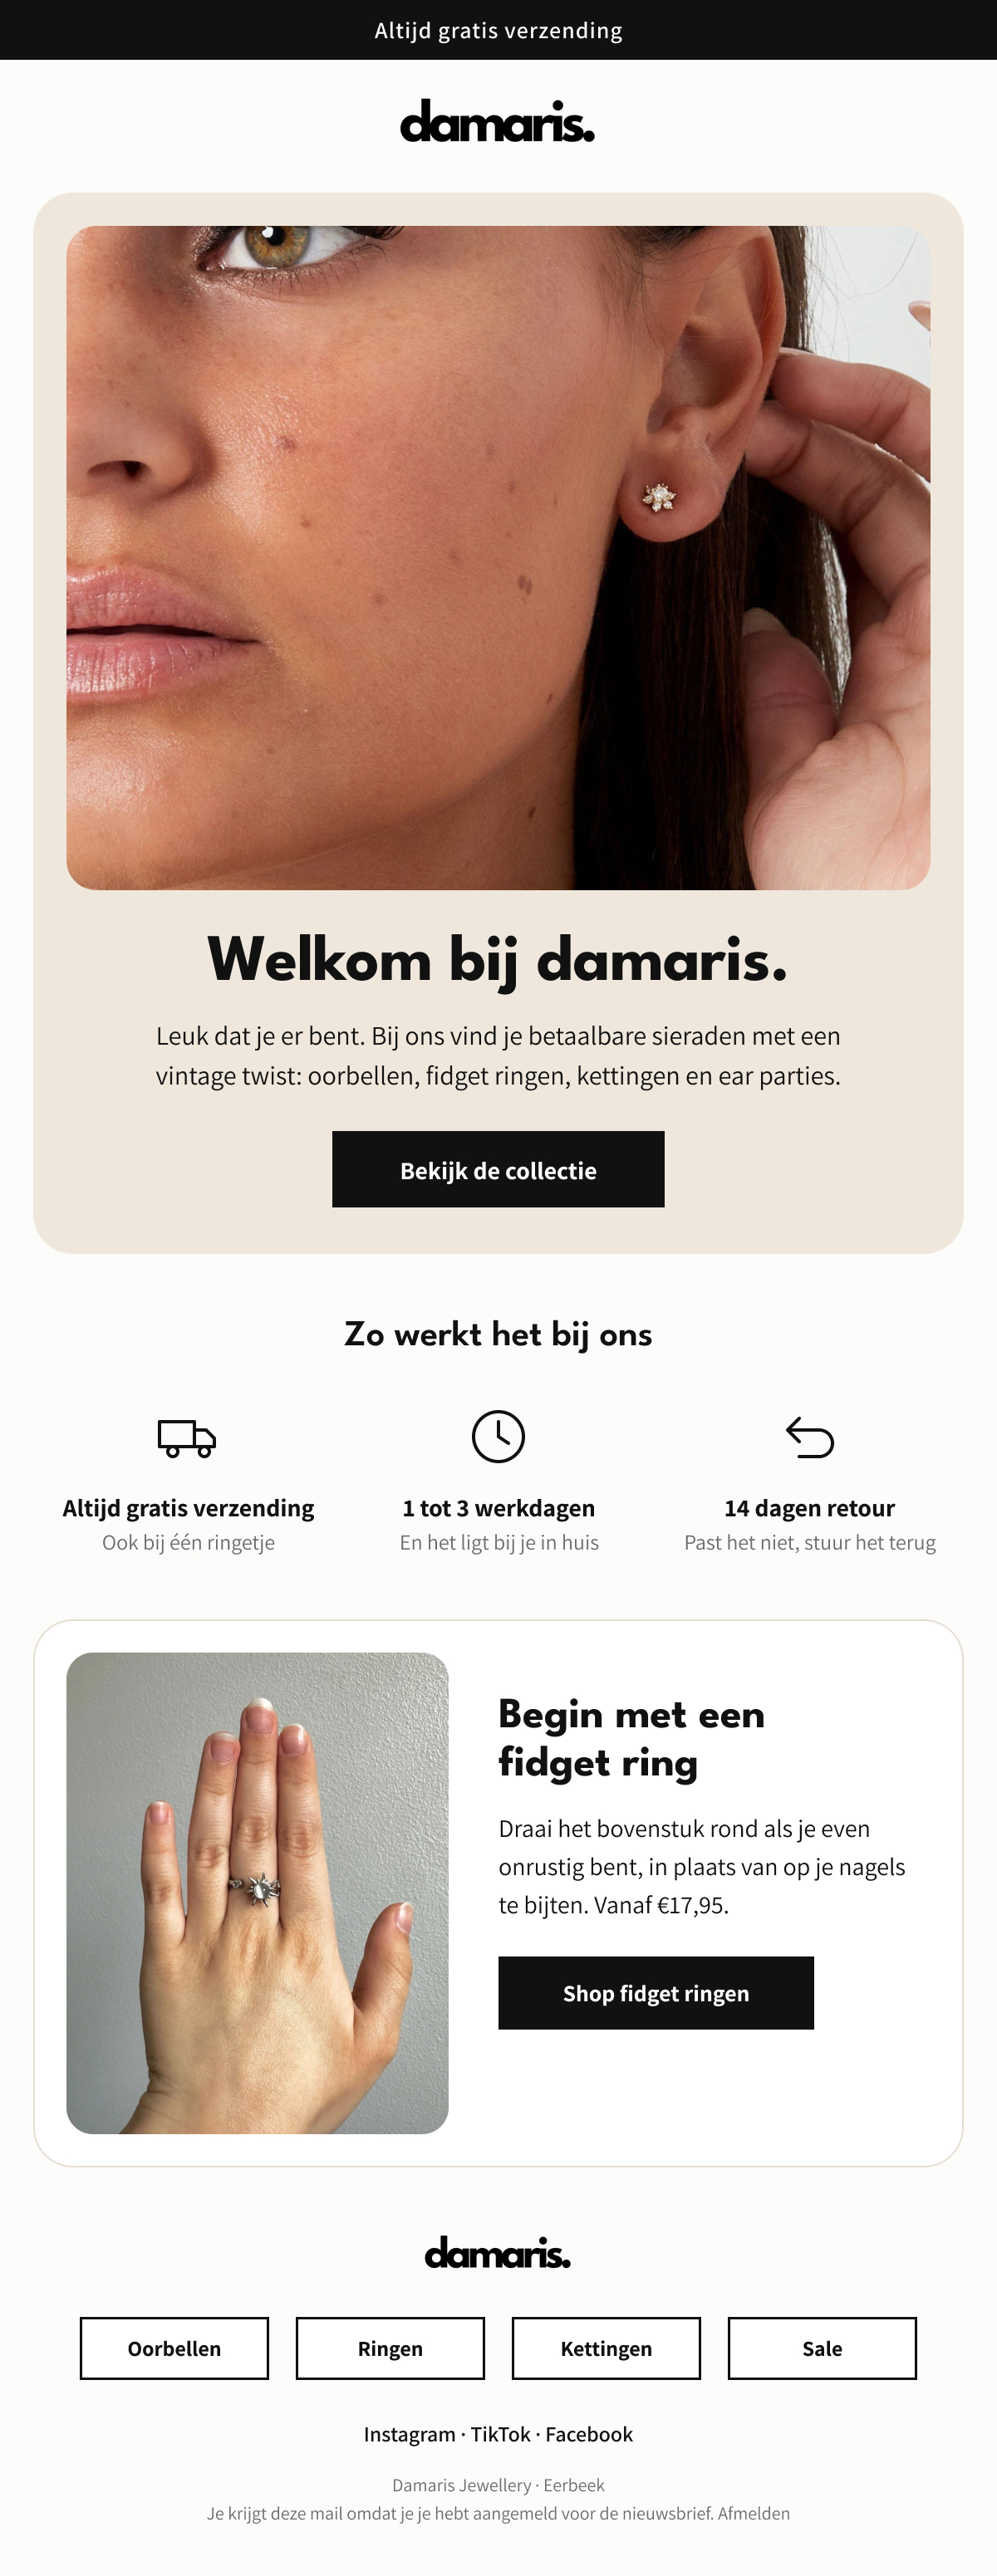 Altijd gratis verzending
damaris.
Welkom bij damaris.
Leuk dat je er bent. Bij ons vind je betaalbare sieraden met een
vintage twist: oorbellen, fidget ringen, kettingen en ear parties.
Bekijk de collectie
Zo werkt het bij ons
Altijd gratis verzending
Ook bij één ringetje
1 tot 3 werkdagen
En het ligt bij je in huis
14 dagen retour
Past het niet, stuur het terug
Begin met een
fidget ring
Draai het bovenstuk rond als je even
onrustig bent, in plaats van op je nagels
te bijten. Vanaf €17,95.
Shop fidget ringen
damaris.
Oorbellen
Ringen
Kettingen
Sale
Instagram · TikTok · Facebook
Damaris Jewellery · Eerbeek
Je krijgt deze mail omdat je je hebt aangemeld voor de nieuwsbrief. Afmelden